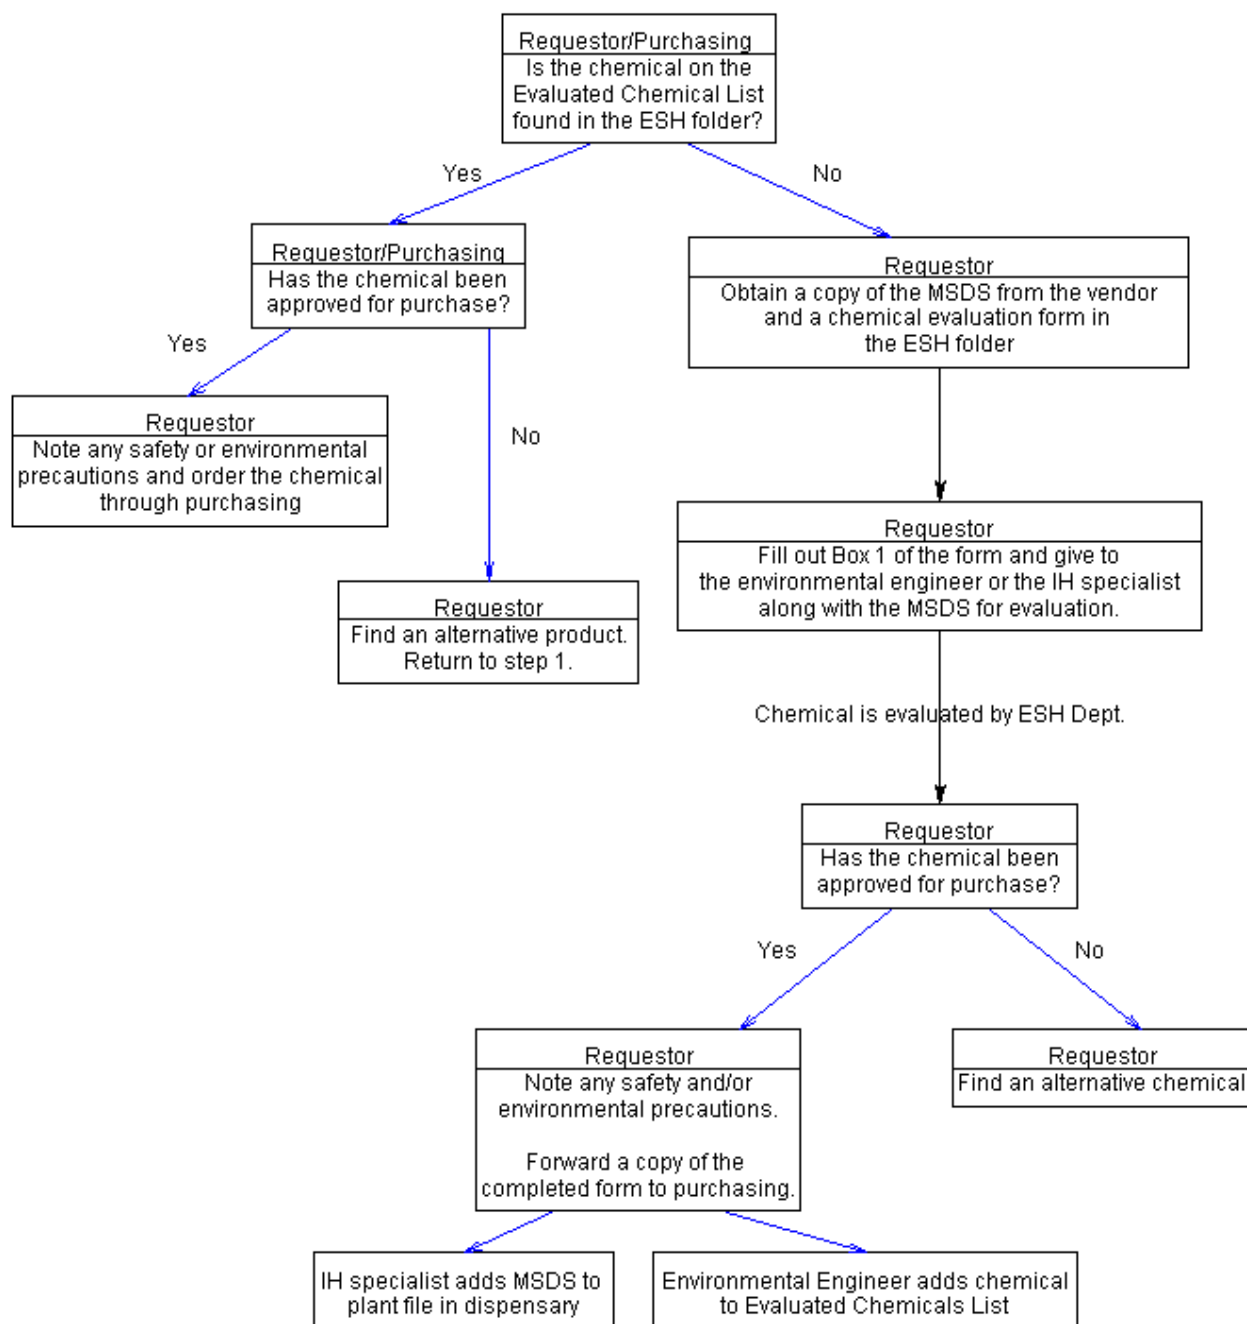 Requestor/Purchasing
Is the chemical on the
Evaluated Chemical List
found in the ESH folder?
Yes
No
Requestor/Purchasing
Has the chemical been
approved for purchase?
Requestor
Obtain a copy of the MSDS from the vendor
and a chemical evaluation form in
the ESH folder
Yes
No
Requestor
Note any safety or environmental
precautions and order the chemical
through purchasing
Requestor
Fill out Box 1 of the form and give to
the environmental engineer or the IH specialist
along with the MSDS for evaluation.
Requestor
Find an alternative product.
Return to step 1.
Chemical is evaluated by ESH Dept.
Requestor
Has the chemical been
approved for purchase?
Yes
No
Requestor
Note any safety and/or
environmental precautions.
Forward a copy of the
completed form to purchasing.
Requestor
Find an alternative chemical
IH specialist adds MSDS to
plant file in dispensary
Environmental Engineer adds chemical
to Evaluated Chemicals List